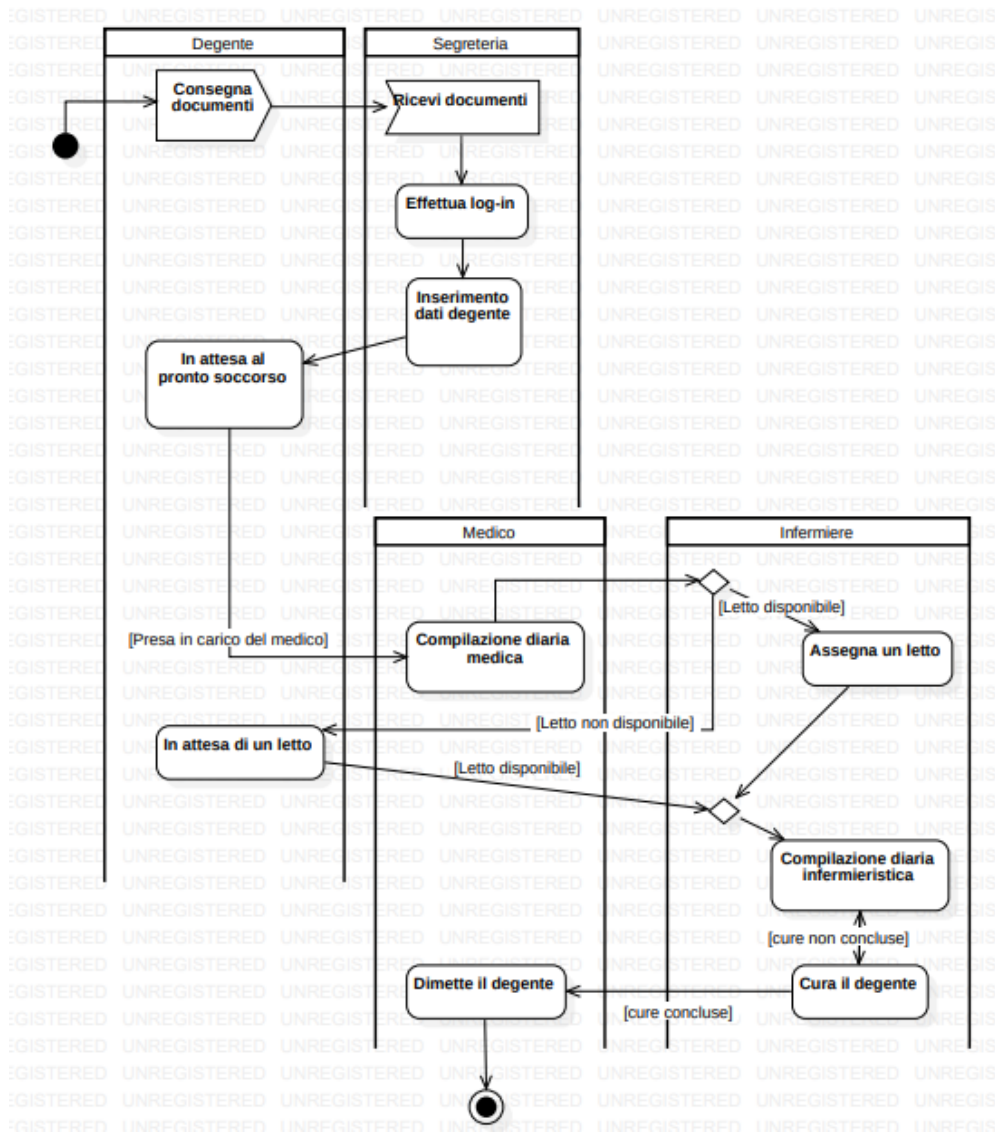 Degente
Segreteria
Consegna
documenti
Ricevi documenti
Effettua log-in
Inserimento
dati degente
In attesa al
pronto soccorso
Medico
Infermiere
[Letto disponibile]
[Presa in carico del medico]
Compilazione diaria
medica
Assegna un letto
[Letto non disponibile]
In attesa di un letto
[Letto disponibile]
Compilazione diaria
infermieristica
[cure non concluse]
Dimette il degente
Cura il degente
[cure concluse]
UNREGISTERED